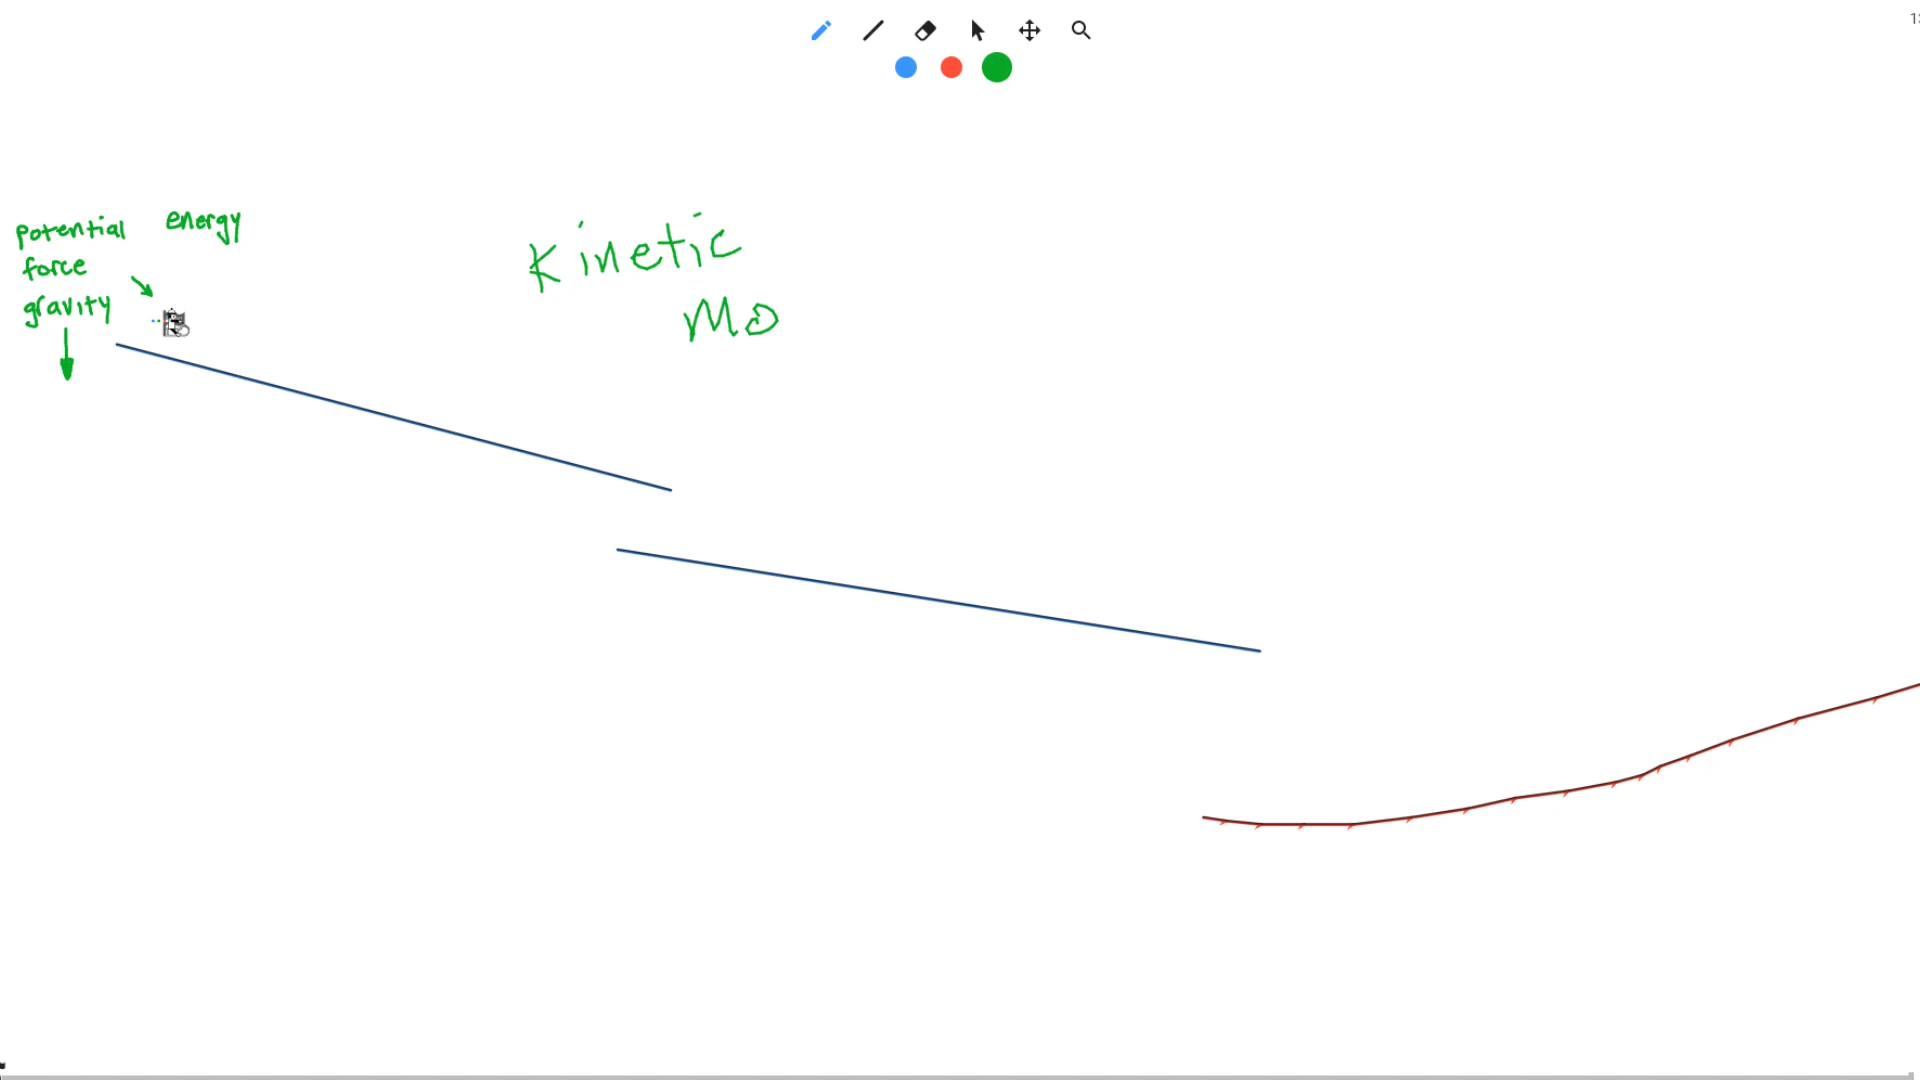 potential energy
force
gravity
Kinetic
Mo